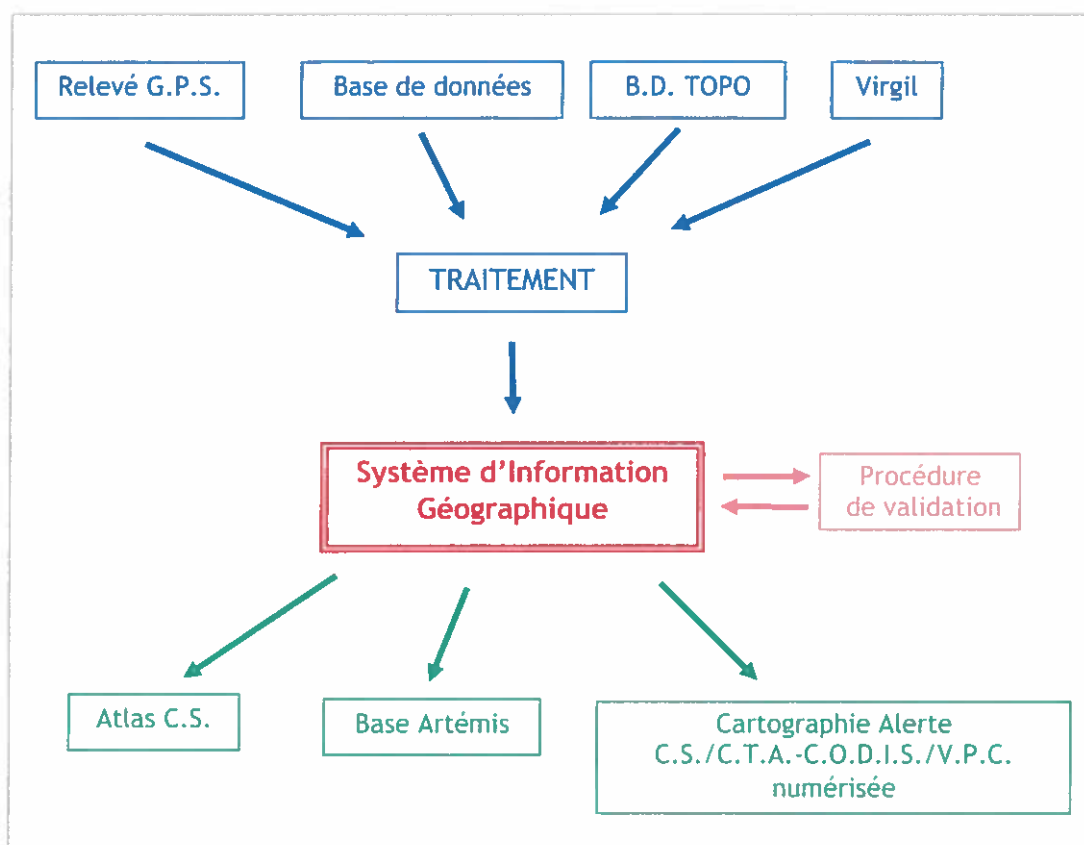 Relevé G.P.S.
Base de données
B.D. TOPO
Virgil
TRAITEMENT
Système d'Information
Géographique
Procédure
de validation
Atlas C.S.
Base Artémis
Cartographie Alerte
C.S./C.T.A.-C.O.D.I.S./V.P.C.
numérisée